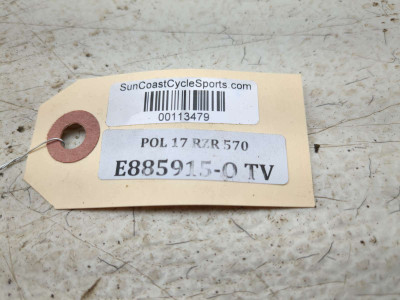 SunCoastCycleSports.com
00113479
POL 17 RZR 570
E885915-O TV